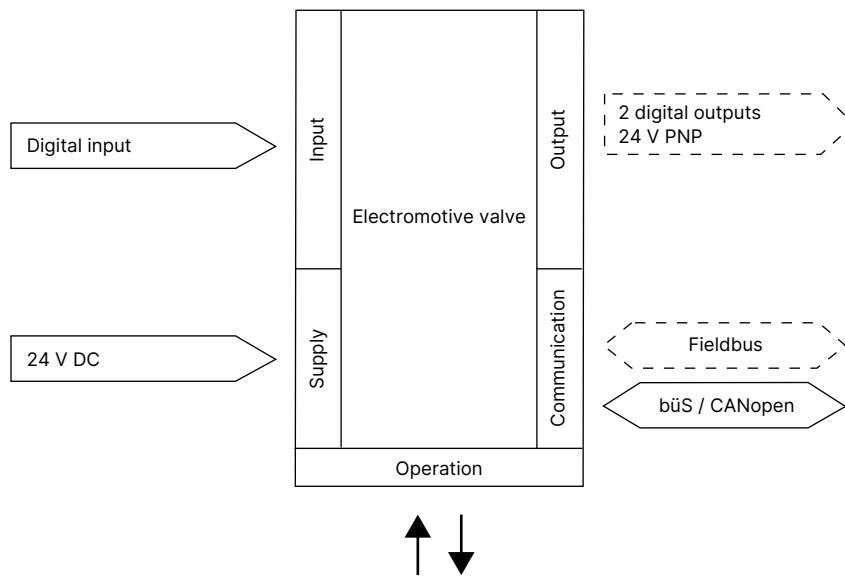 Digital input
Input
Output
2 digital outputs
24 V PNP
Electromotive valve
24 V DC
Supply
Communication
Fieldbus
büS / CANopen
Operation